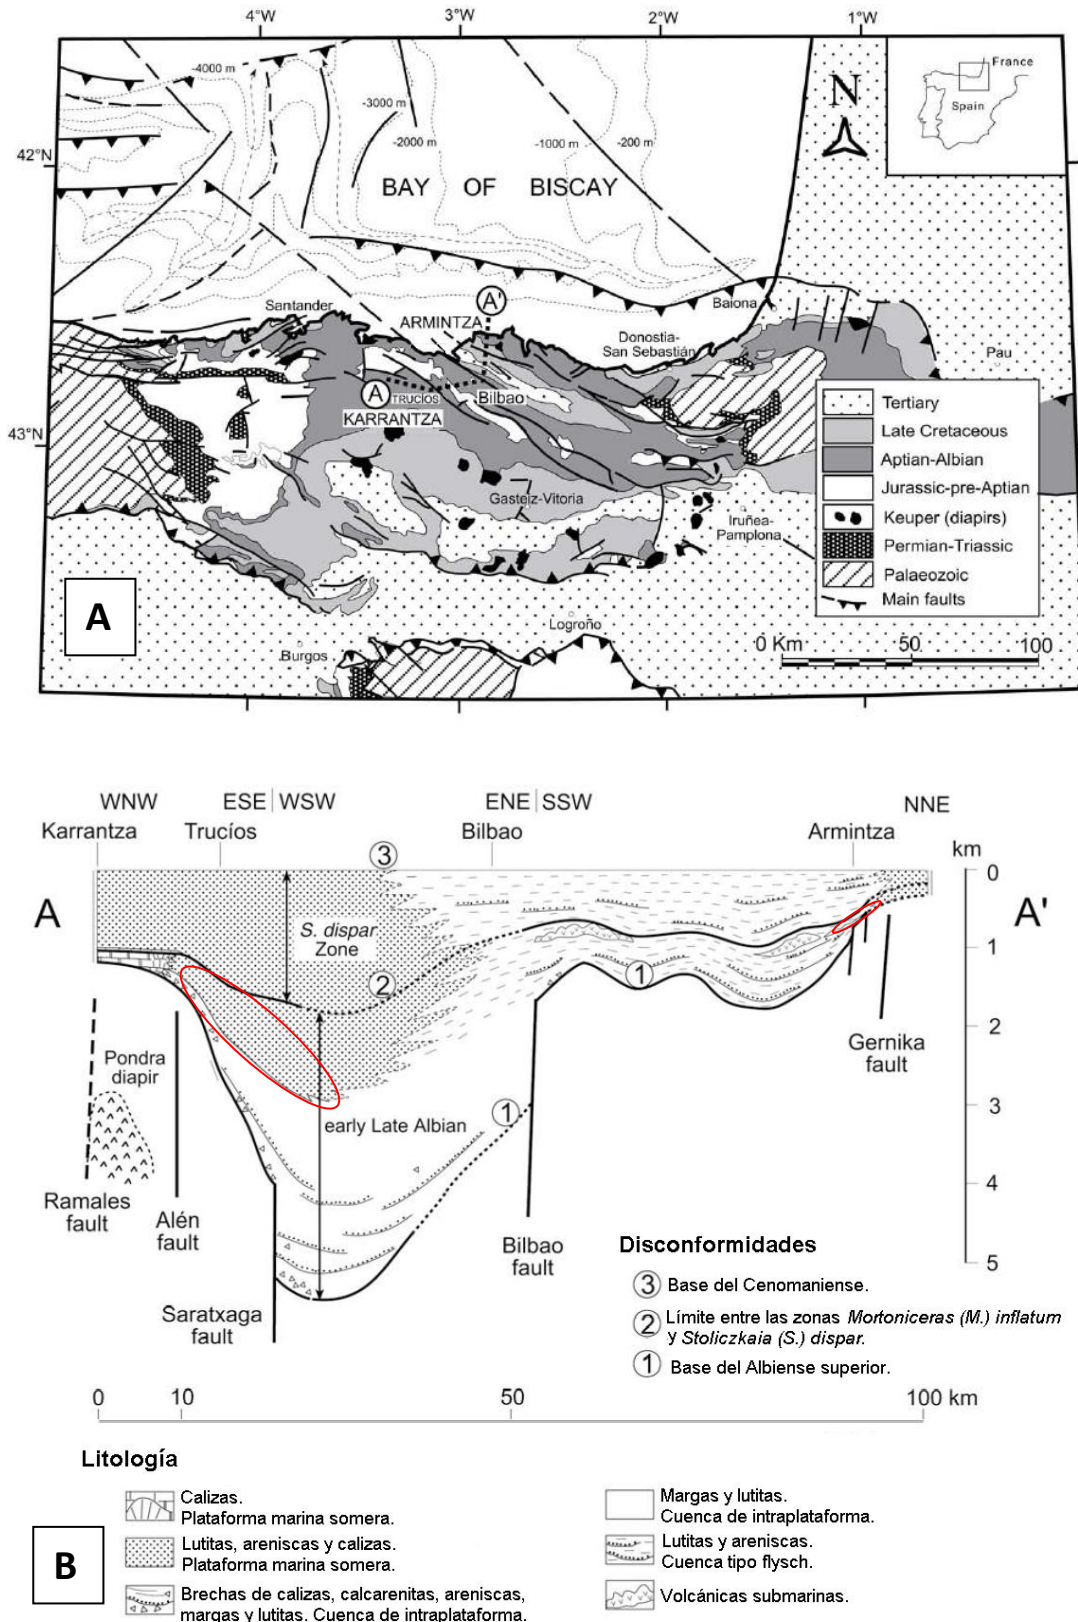 4°W
3°W
2°W
1°W
-4000 m
-3000 m
-2000 m
-1000 m
-200 m
42°N
BAY OF BISCAY
N
France
Spain
Santander
A'
ARMINTZA
Baiona
Donostia-
San Sebastián
Pau
A
TRUCÍOS
Bilbao
KARRANTZA
43°N
Gasteiz-Vitoria
Iruñea-
Pamplona
Logroño
Burgos
Tertiary
Late Cretaceous
Aptian-Albian
Jurassic-pre-Aptian
Keuper (diapirs)
Permian-Triassic
Palaeozoic
Main faults
0 Km 50 100
A
WNW ESE WSW ENE SSW NNE
Karrantza Trucíos Bilbao Armintza
km
A
A'
3
S. dispar
Zone
2
1
1
early Late Albian
0
1
2
3
4
5
Pondra
diapir
Ramales
fault
Alén
fault
Saratxaga
fault
Bilbao
fault
Gernika
fault
Disconformidades
3 Base del Cenomaniense.
2 Límite entre las zonas Mortoniceras (M.) inflatum
y Stoliczkaia (S.) dispar.
1 Base del Albiense superior.
0 10 50 100 km
Litología
Calizas.
Plataforma marina somera.
Lutitas, areniscas y calizas.
Plataforma marina somera.
Brechas de calizas, calcarenitas, areniscas,
margas y lutitas. Cuenca de intraplataforma.
Margas y lutitas.
Cuenca de intraplataforma.
Lutitas y areniscas.
Cuenca tipo flysch.
Volcánicas submarinas.
B